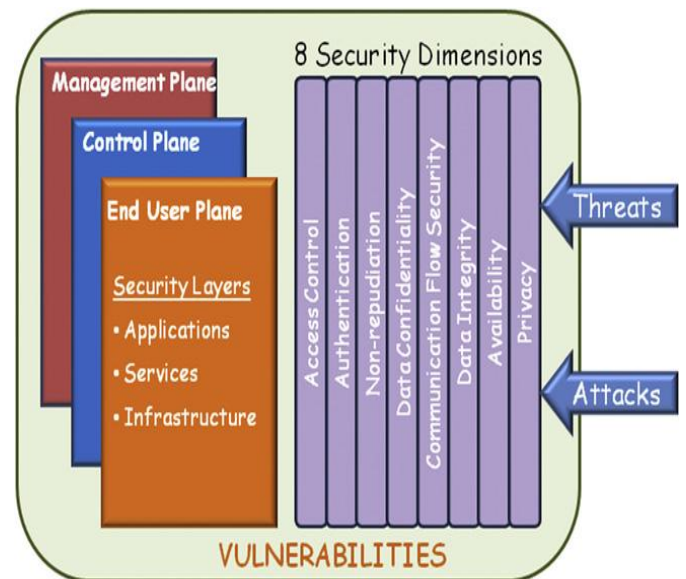 8 Security Dimensions
Management Plane
Control Plane
End User Plane
Security Layers
• Applications
• Services
• Infrastructure
Access Control
Authentication
Non-repudiation
Data Confidentiality
Communication Flow Security
Data Integrity
Availability
Privacy
Threats
Attacks
VULNERABILITIES